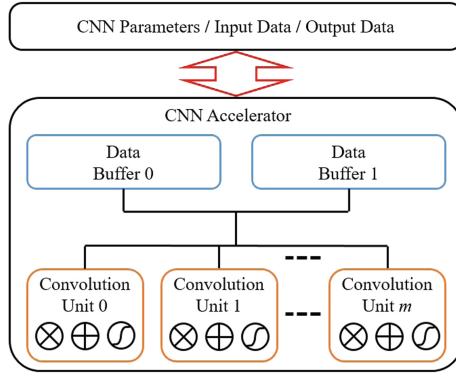 CNN Parameters / Input Data / Output Data
CNN Accelerator
Data
Buffer 0
Data
Buffer 1
Convolution
Unit 0
Convolution
Unit 1
Convolution
Unit m